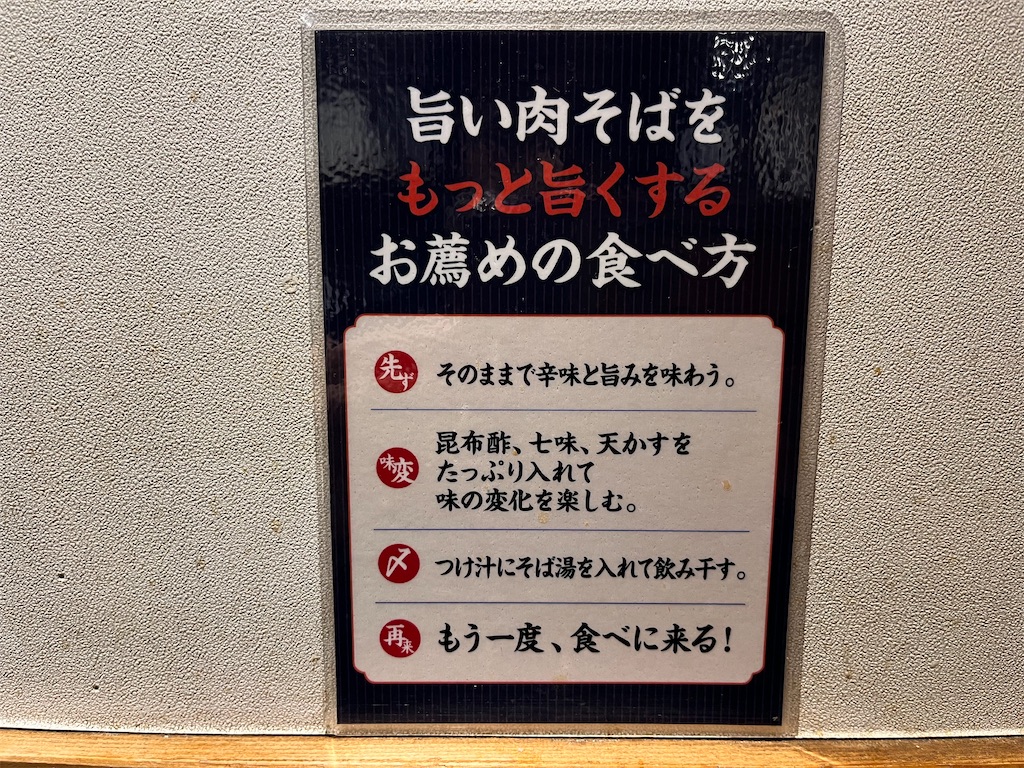 旨い肉そばを
もっと旨くする
お薦めの食べ方
先ず
そのままで辛味と旨みを味わう。
味変
昆布酢、七味、天かすを
たっぷり入れて
味の変化を楽しむ。
〆
つけ汁にそば湯を入れて飲み干す。
再来
もう一度、食べに来る!